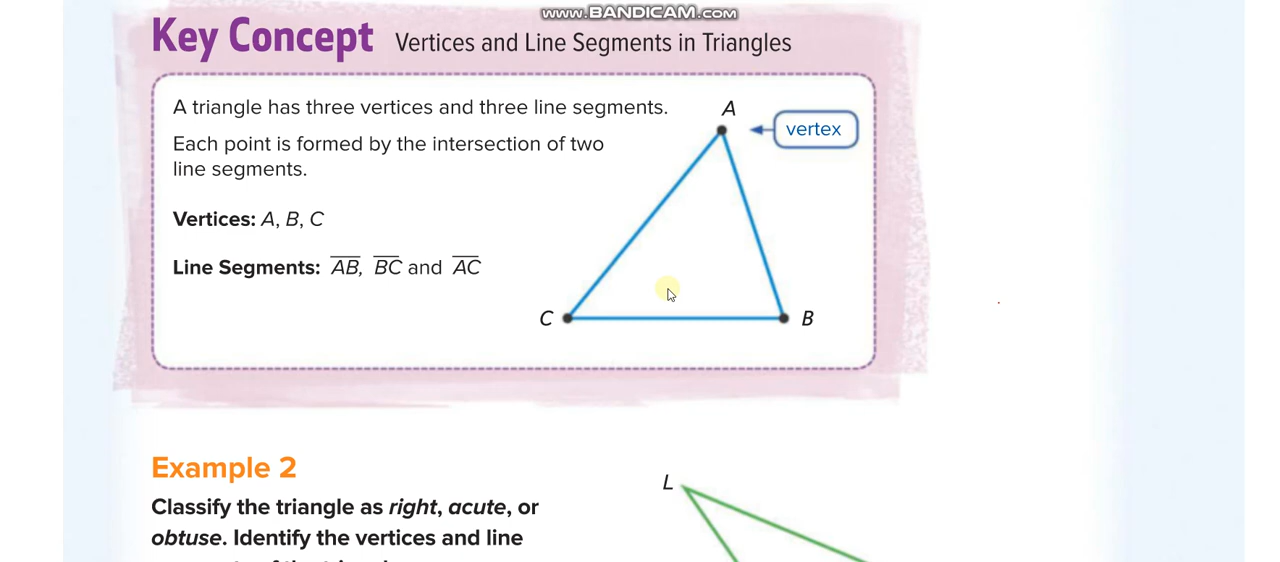 www.BANDICAM.com
Key Concept Vertices and Line Segments in Triangles
A triangle has three vertices and three line segments.
Each point is formed by the intersection of two
line segments.
Vertices: A, B, C
Line Segments: AB, BC and AC
A
vertex
C
B
Example 2
Classify the triangle as right, acute, or
obtuse. Identify the vertices and line
L